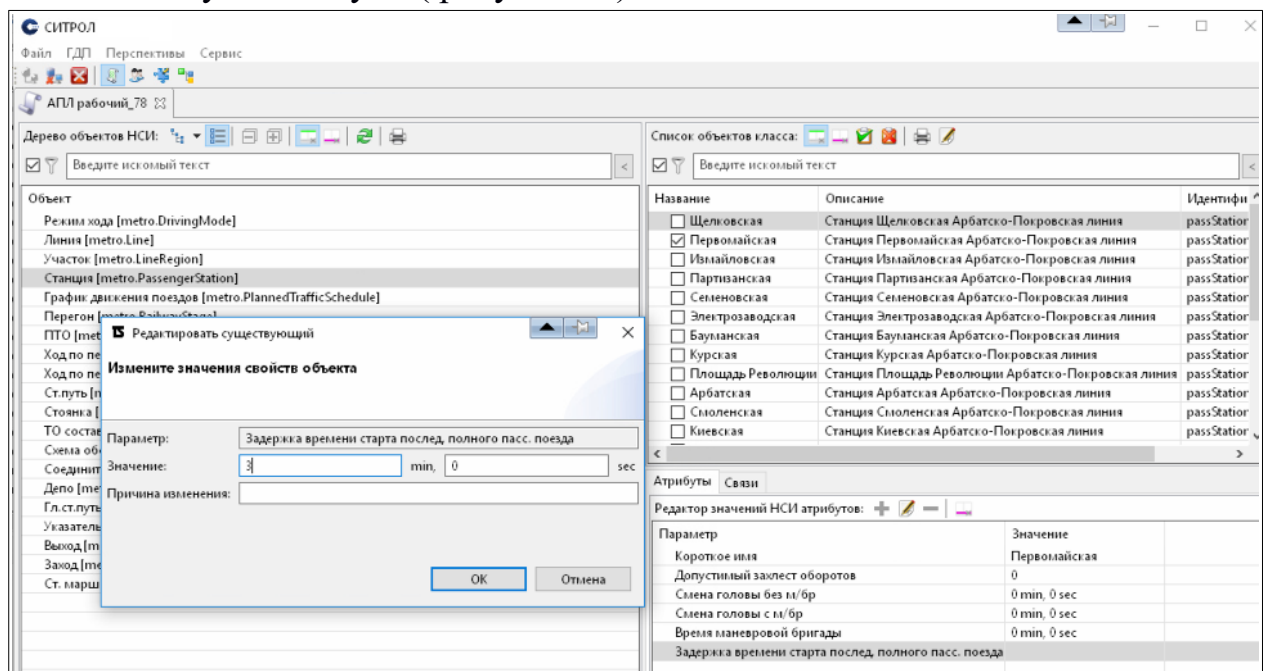 СИТРОЛ
Файл ГДП Перспективы Сервис
АПЛ рабочий_78
Дерево объектов НСИ:
Введите искомый текст
Объект
Режим хода [metro.DrivingMode]
Линия [metro.Line]
Участок [metro.LineRegion]
Станция [metro.PassengerStation]
График движения поездов [metro.PlannedTrafficSchedule]
Перегон [metro.RailwayStage]
ПТО [met
Ход по пе
Ход по пе
Ст.путь [п
Стоянка [
ТО состав
Схема об
Соединит
Депо [me
Гл.ст.путь
Указатель
Выход [m
Заход [me
Ст. марш
Редактировать существующий
Измените значения свойств объекта
Параметр: Задержка времени старта послед, полного пасс. поезда
Значение: 3 min, 0 sec
Причина изменения:
OK Отмена
Список объектов класса:
Введите искомый текст
Название Описание Идентифи
Щелковская Станция Щелковская Арбатско-Покровская линия passStation
Первомайская Станция Первомайская Арбатско-Покровская линия passStation
Измайловская Станция Измайловская Арбатско-Покровская линия passStation
Партизанская Станция Партизанская Арбатско-Покровская линия passStation
Семеновская Станция Семеновская Арбатско-Покровская линия passStation
Электрозаводская Станция Электрозаводская Арбатско-Покровская линия passStation
Бауманская Станция Бауманская Арбатско-Покровская линия passStation
Курская Станция Курская Арбатско-Покровская линия passStation
Площадь Революции Станция Площадь Революции Арбатско-Покровская линия passStation
Арбатская Станция Арбатская Арбатско-Покровская линия passStation
Смоленская Станция Смоленская Арбатско-Покровская линия passStation
Киевская Станция Киевская Арбатско-Покровская линия passStation
Атрибуты Связи
Редактор значений НСИ атрибутов:
Параметр Значение
Короткое имя Первомайская
Допустимый захлест оборотов 0
Смена головы без м/бр 0 min, 0 sec
Смена головы с м/бр 0 min, 0 sec
Время маневровой бригады 0 min, 0 sec
Задержка времени старта послед, полного пасс. поезда